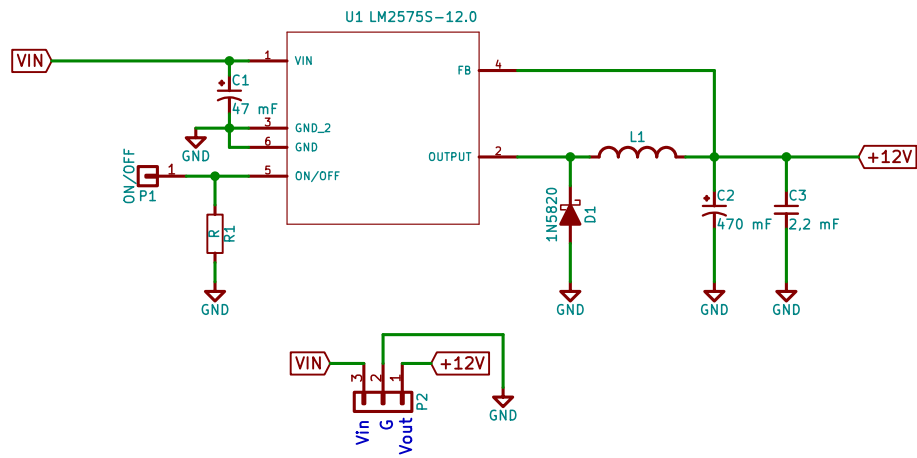 U1 LM2575S-12.0
VIN
1
VIN
4
FB
C1
47 mF
3
GND_2
GND
6
GND
2
OUTPUT
L1
+12V
ON/OFF
1
P1
5
ON/OFF
R
R1
GND
1N5820
D1
GND
C2
470 mF
GND
C3
2,2 mF
GND
VIN
+12V
3
2
1
P2
GND
Vin
G
Vout